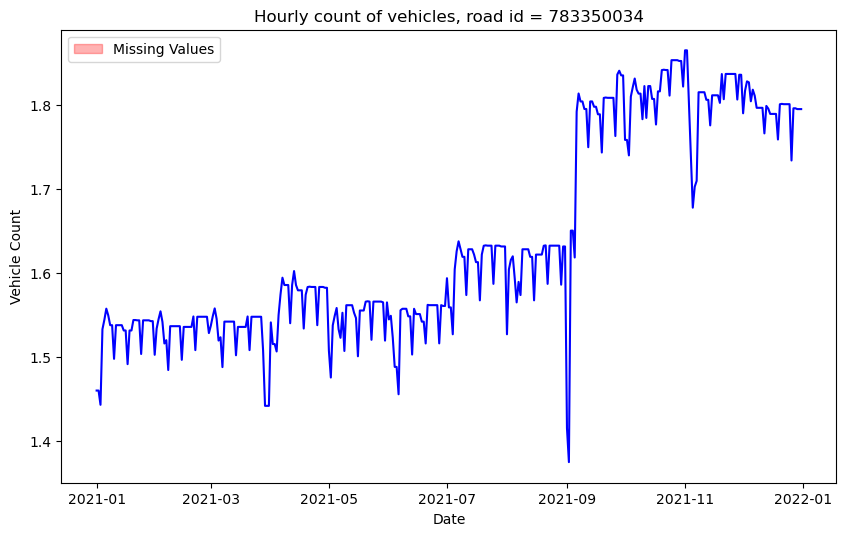 Hourly count of vehicles, road id = 783350034
Missing Values
Vehicle Count
1.8
1.7
1.6
1.5
1.4
2021-01 2021-03 2021-05 2021-07 2021-09 2021-11 2022-01
Date